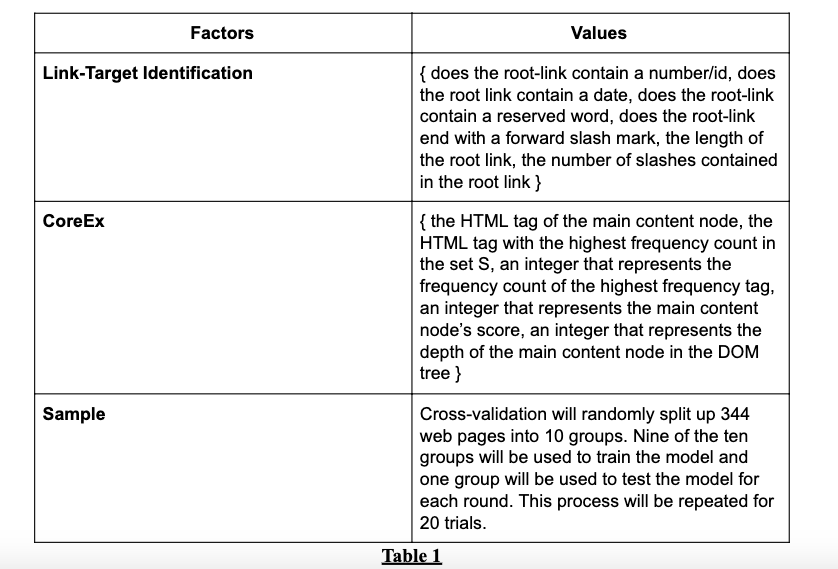 Factors
Values
Link-Target Identification
{ does the root-link contain a number/id, does
the root link contain a date, does the root-link
contain a reserved word, does the root-link
end with a forward slash mark, the length of
the root link, the number of slashes contained
in the root link }
CoreEx
{ the HTML tag of the main content node, the
HTML tag with the highest frequency count in
the set S, an integer that represents the
frequency count of the highest frequency tag,
an integer that represents the main content
node's score, an integer that represents the
depth of the main content node in the DOM
tree }
Sample
Cross-validation will randomly split up 344
web pages into 10 groups. Nine of the ten
groups will be used to train the model and
one group will be used to test the model for
each round. This process will be repeated for
20 trials.
Table 1